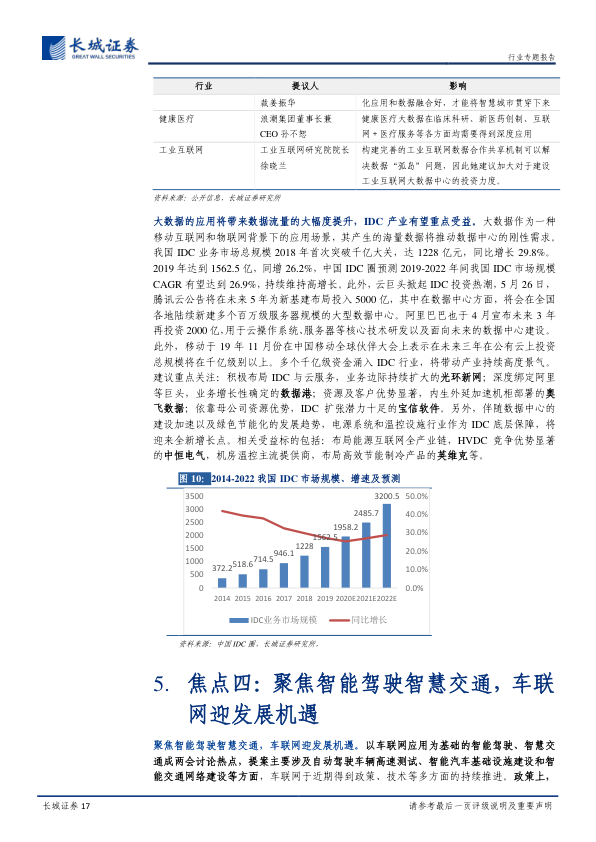 长城证券
GREAT WALL SECURITIES
行业专题报告
行业 提议人 影响
裁姜振华 化应用和数据融合好，才能将智慧城市贯穿下来
健康医疗 浪潮集团董事长兼 健康医疗大数据在临床科研、新医药创制、互联
CEO 孙丕恕 网+医疗服务等各方面均需要得到深度应用
工业互联网 工业互联网研究院院长 构建完善的工业互联网数据合作共享机制可以解
徐晓兰 决数据“孤岛”问题，因此她建议加大对于建设
工业互联网大数据中心的投资力度。
资料来源：公开信息，长城证券研究所
大数据的应用将带来数据流量的大幅度提升，IDC 产业有望重点受益。大数据作为一种
移动互联网和物联网背景下的应用场景，其产生的海量数据将推动数据中心的刚性需求。
我国 IDC 业务市场总规模 2018 年首次突破千亿大关，达 1228 亿元，同比增长 29.8%。
2019 年达到 1562.5 亿，同增 26.2%，中国 IDC 圈预测 2019-2022 年间我国 IDC 市场规模
CAGR 有望达到 26.9%，持续维持高增长。此外，云巨头掀起 IDC 投资热潮，5 月 26 日，
腾讯云公告将在未来 5 年为新基建布局投入 5000 亿，其中在数据中心方面，将会在全国
各地陆续新建多个百万级服务器规模的大型数据中心。阿里巴巴也于 4 月宣布未来 3 年
再投资 2000 亿，用于云操作系统、服务器等核心技术研发以及面向未来的数据中心建设。
此外，移动于 19 年 11 月份在中国移动全球伙伴大会上表示在未来三年在公有云上投资
总规模将在千亿级别以上。多个千亿级资金涌入 IDC 行业，将带动产业持续高度景气。
建议重点关注：积极布局 IDC 与云服务，业务边际持续扩大的光环新网；深度绑定阿里
等巨头，业务增长性确定的数据港；资源及客户优势显著，内生外延加速机柜部署的奥
飞数据；依靠母公司资源优势，IDC 扩张潜力十足的宝信软件。另外，伴随数据中心的
建设加速以及绿色节能化的发展趋势，电源系统和温控设施行业作为 IDC 底层保障，将
迎来全新增长点。相关受益标的包括：布局能源互联网全产业链，HVDC 竞争优势显著
的中恒电气，机房温控主流提供商，布局高效节能制冷产品的英维克等。
图 10：2014-2022 我国 IDC 市场规模、增速及预测
3500 50.0%
3000 40.0%
2500 30.0%
2000 20.0%
1500 10.0%
1000 0.0%
500
0
372.2 518.6 714.5 946.1 1228 1562.5 1958.2 2485.7 3200.5
2014 2015 2016 2017 2018 2019 2020E 2021E 2022E
IDC业务市场规模 同比增长
资料来源：中国 IDC 圈，长城证券研究所，
5. 焦点四：聚焦智能驾驶智慧交通，车联
网迎发展机遇
聚焦智能驾驶智慧交通，车联网迎发展机遇。以车联网应用为基础的智能驾驶、智慧交
通成两会讨论热点，提案主要涉及自动驾驶车辆高速测试、智能汽车基础设施建设和智
能交通网络建设等方面，车联网于近期得到政策、技术等多方面的持续推进。政策上，
长城证券 17
请参考最后一页评级说明及重要声明